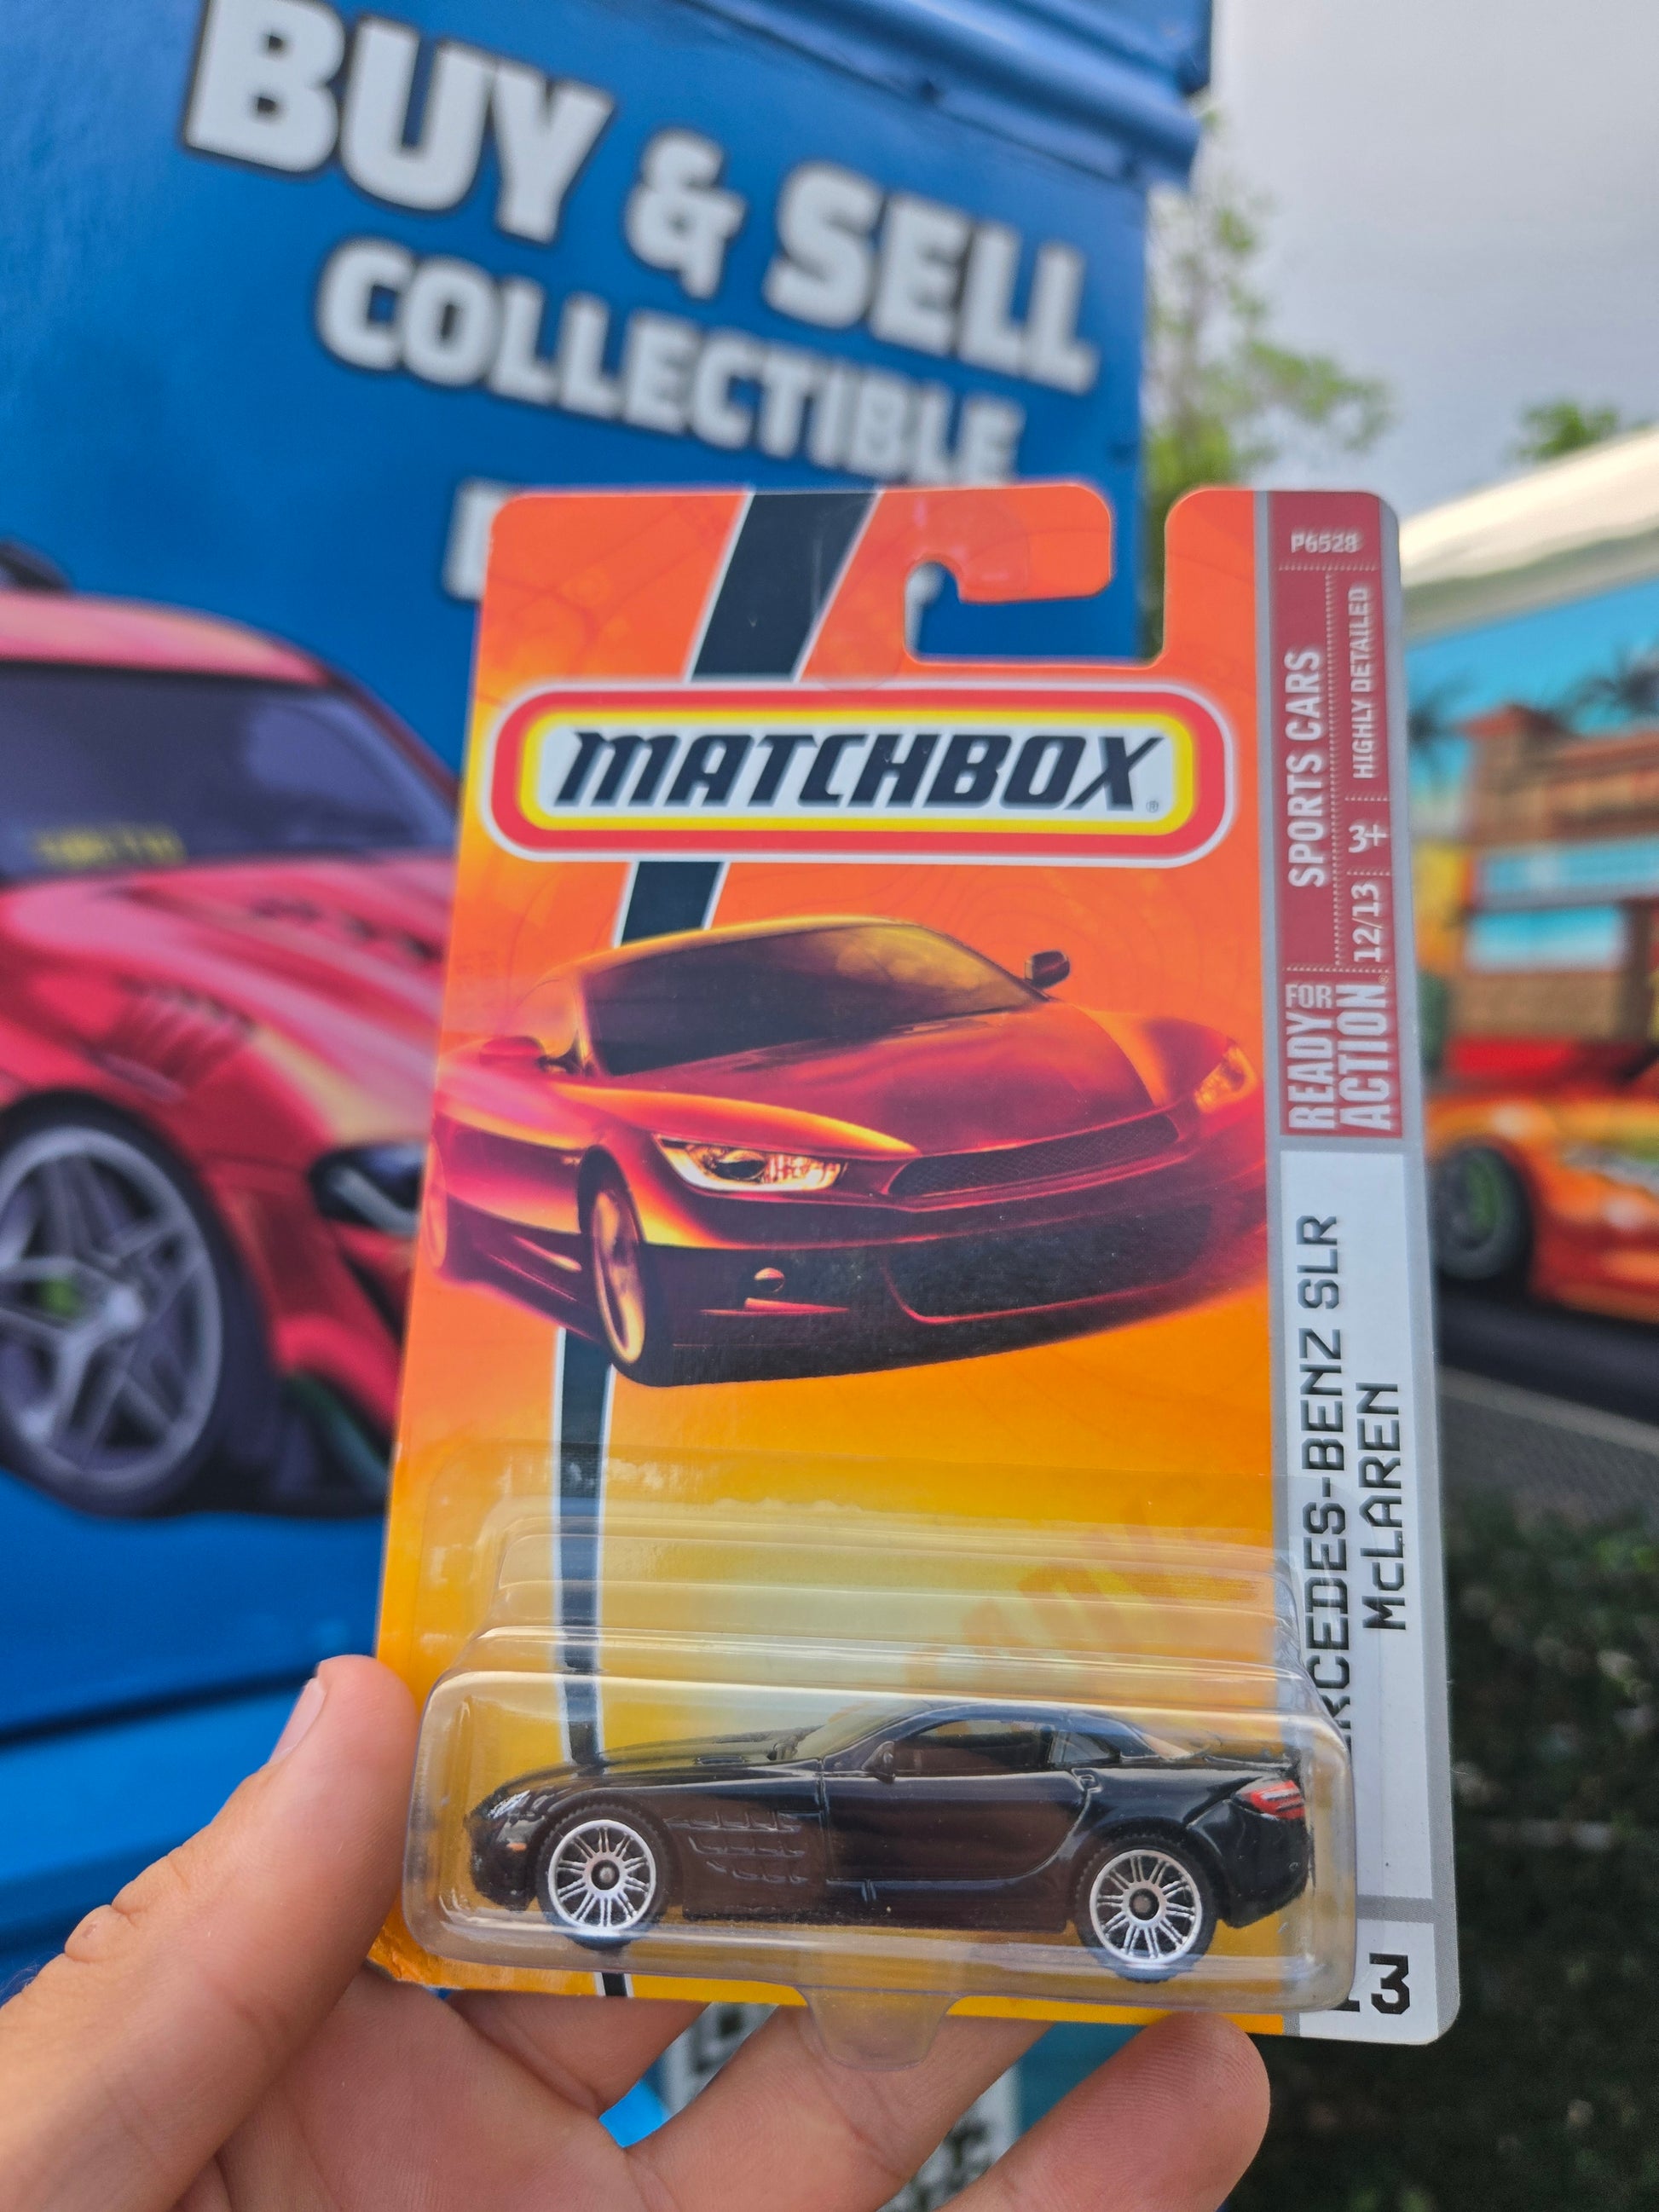 BUY & SELL
COLLECTIBLE
MATCHBOX®
P6528
SPORTS CARS
HIGHLY DETAILED
3+
12/13
READY FOR
ACTION
RCEDES-BENZ SLR
McLAREN
3